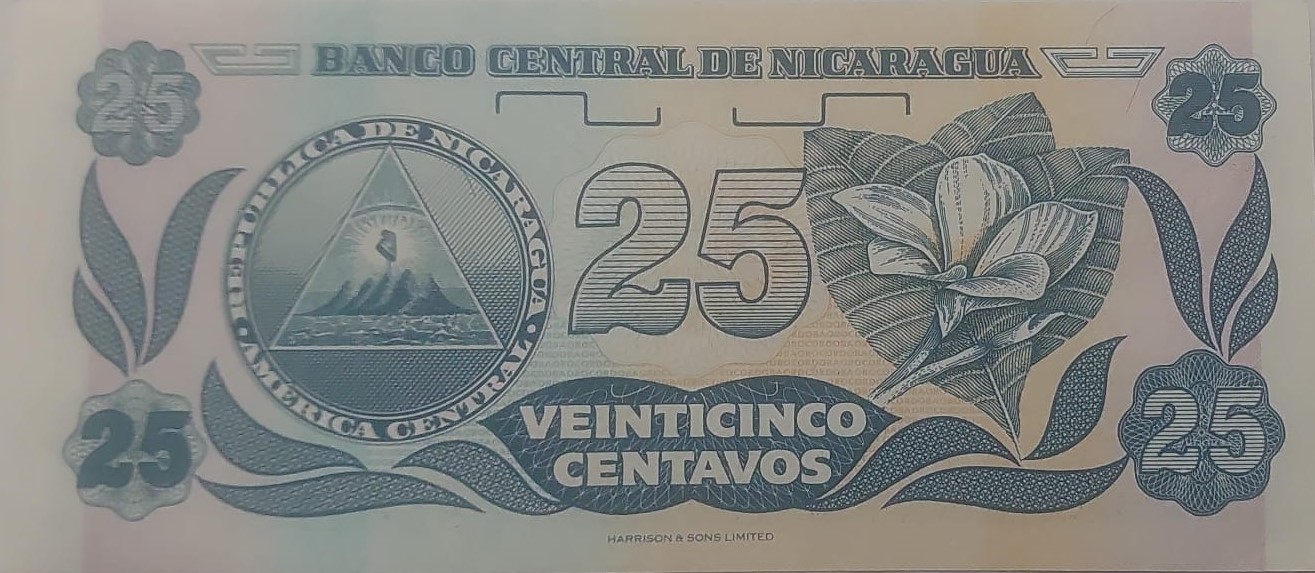 BANCO CENTRAL DE NICARAGUA
25
25
REPUBLICA DE NICARAGUA
AMERICA CENTRAL
25
VEINTICINCO
CENTAVOS
25
25
HARRISON & SONS LIMITED